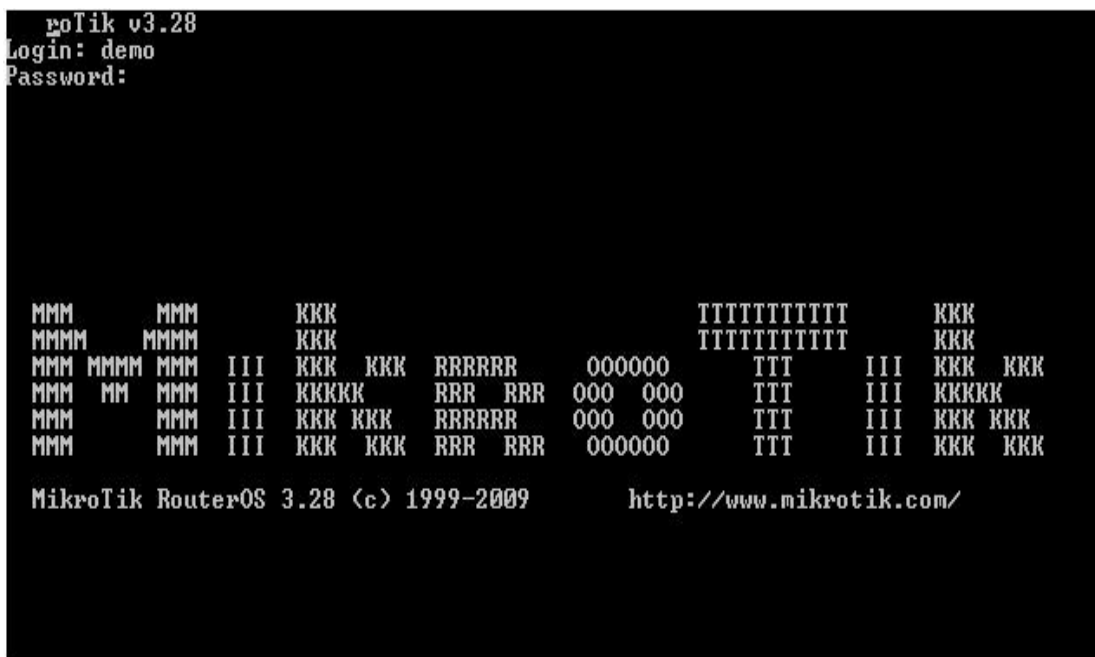 roTik v3.28
Login: demo
Password:
MMM          MMM       KKK                          TTTTTTTTTTT      KKK
MMMM    MMMM       KKK                          TTTTTTTTTTT      KKK
MMM MMMM MMM  III  KKK  KKK  RRRRRR     OOOOOO      TTT     III  KKK  KKK
MMM  MM  MMM  III  KKKKK     RRR  RRR  OOO  OOO     TTT     III  KKKKK
MMM      MMM  III  KKK KKK   RRRRRR    OOO  OOO     TTT     III  KKK KKK
MMM      MMM  III  KKK  KKK  RRR  RRR   OOOOOO      TTT     III  KKK  KKK
MikroTik RouterOS 3.28 (c) 1999-2009       http://www.mikrotik.com/